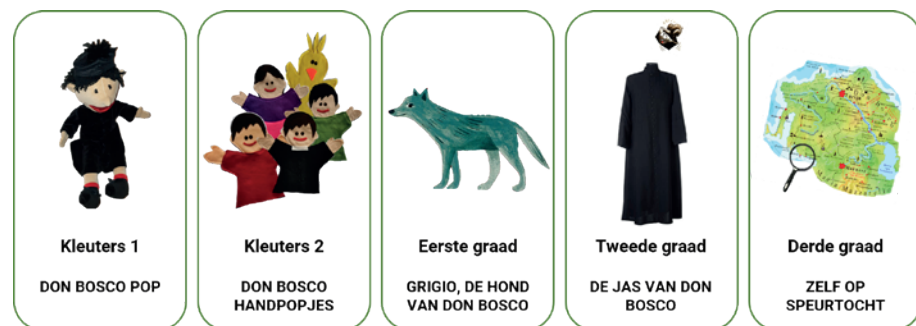 Kleuters 1
DON BOSCO POP
Kleuters 2
DON BOSCO
HANDPOPJES
Eerste graad
GRIGIO, DE HOND
VAN DON BOSCO
Tweede graad
DE JAS VAN DON
BOSCO
Derde graad
ZELF OP
SPEURTOCHT